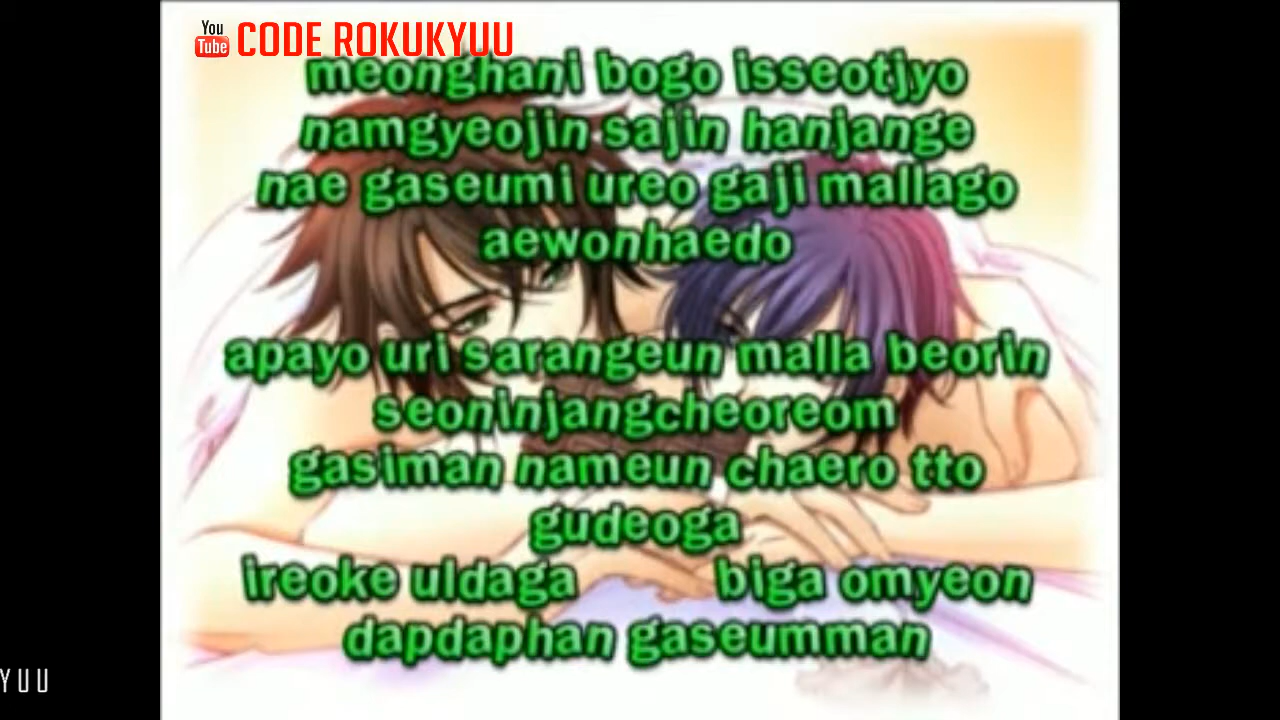 You Tube CODE ROKUKYUU
meonghani bogo isseotjyo
namgyeojin sajin hanjange
nae gaseumi ureo gaji mallago
aewonhaedo
apayo uri sarangeun malla beorin
seoninjangcheoreom
gasiman nameun chaero tto
gudeoga
ireoke uldaga biga omyeon
dapdaphan gaseumman
YUU